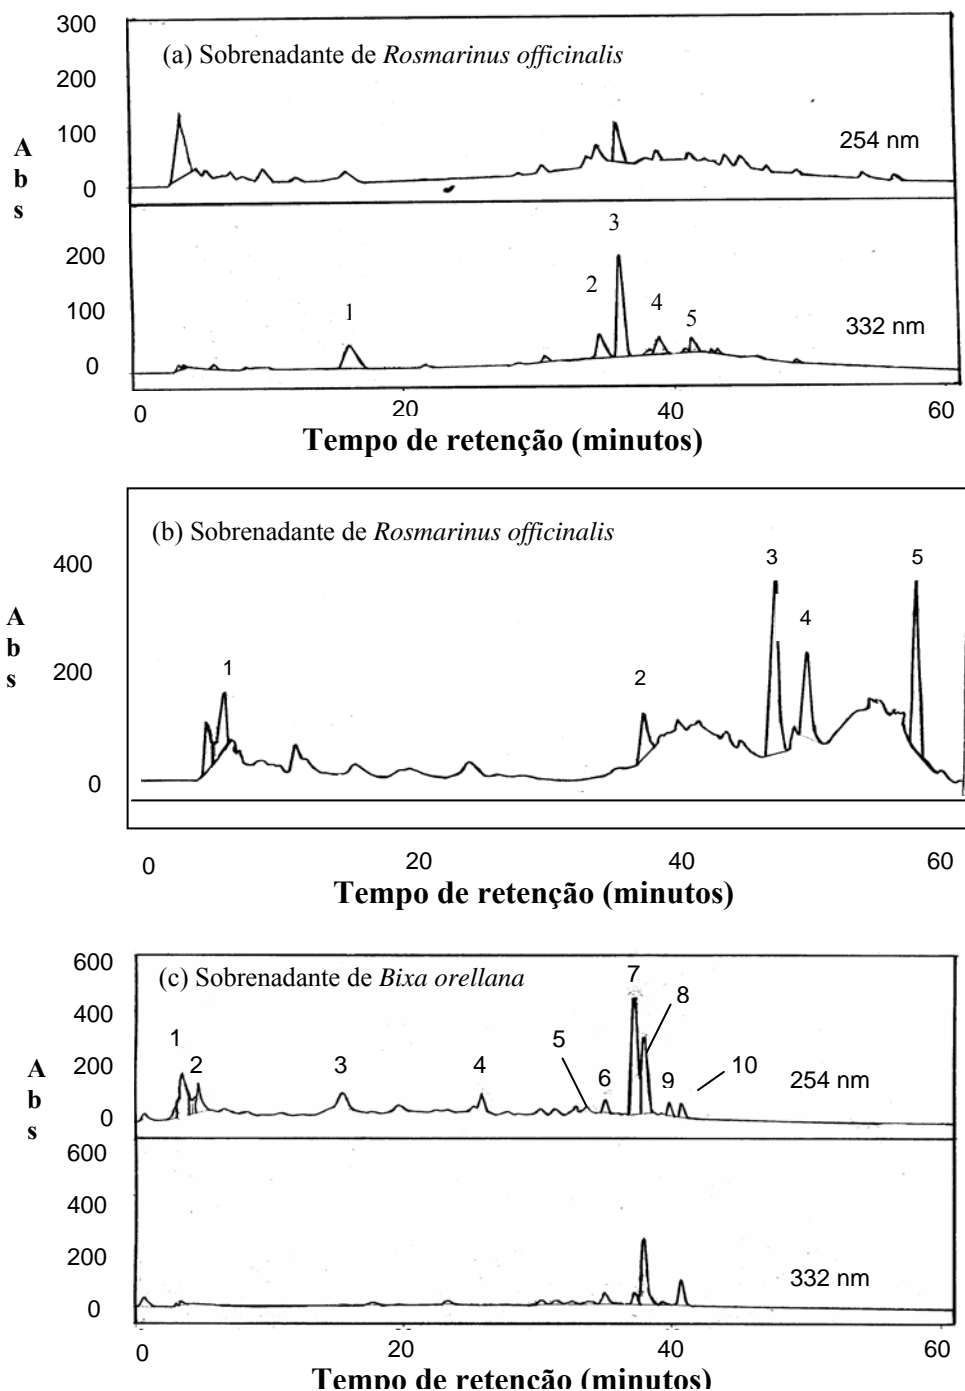 300
(a) Sobrenadante de Rosmarinus officinalis
200
100
254 nm
A
b
s
0
3
200
2
100
1
4
5
332 nm
0
0 20 40 60
Tempo de retenção (minutos)
(b) Sobrenadante de Rosmarinus officinalis
400
3
5
A
b
s
4
200
1
2
0
0 20 40 60
Tempo de retenção (minutos)
600
(c) Sobrenadante de Bixa orellana
7
400
8
1
5
200
2
3
4
10
A
b
s
6
9
254 nm
0
600
400
200
332 nm
0
0 20 40 60
Tempo de retenção (minutos)